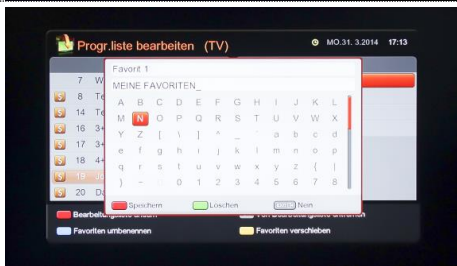 Progr.liste bearbeiten (TV)
MO.31. 3.2014 17:13
Favorit 1
MEINE FAVORITEN_
A B C D E F G H I J K L
M N O P Q R S T U V W X
Y Z [ \ ] ^ _ ` a b c d
e f g h i j k l m n o p
q r s t u v w x y z { |
} ~ 0 1 2 3 4 5 6 7 8
7 W
$ 8 Te
$ 14 Te
$ 16 3+
$ 17 3+
$ 18 4+
$ 19
$ 20 Da
Speichern Löschen Nein
Favoriten umbenennen Favoriten verschieben